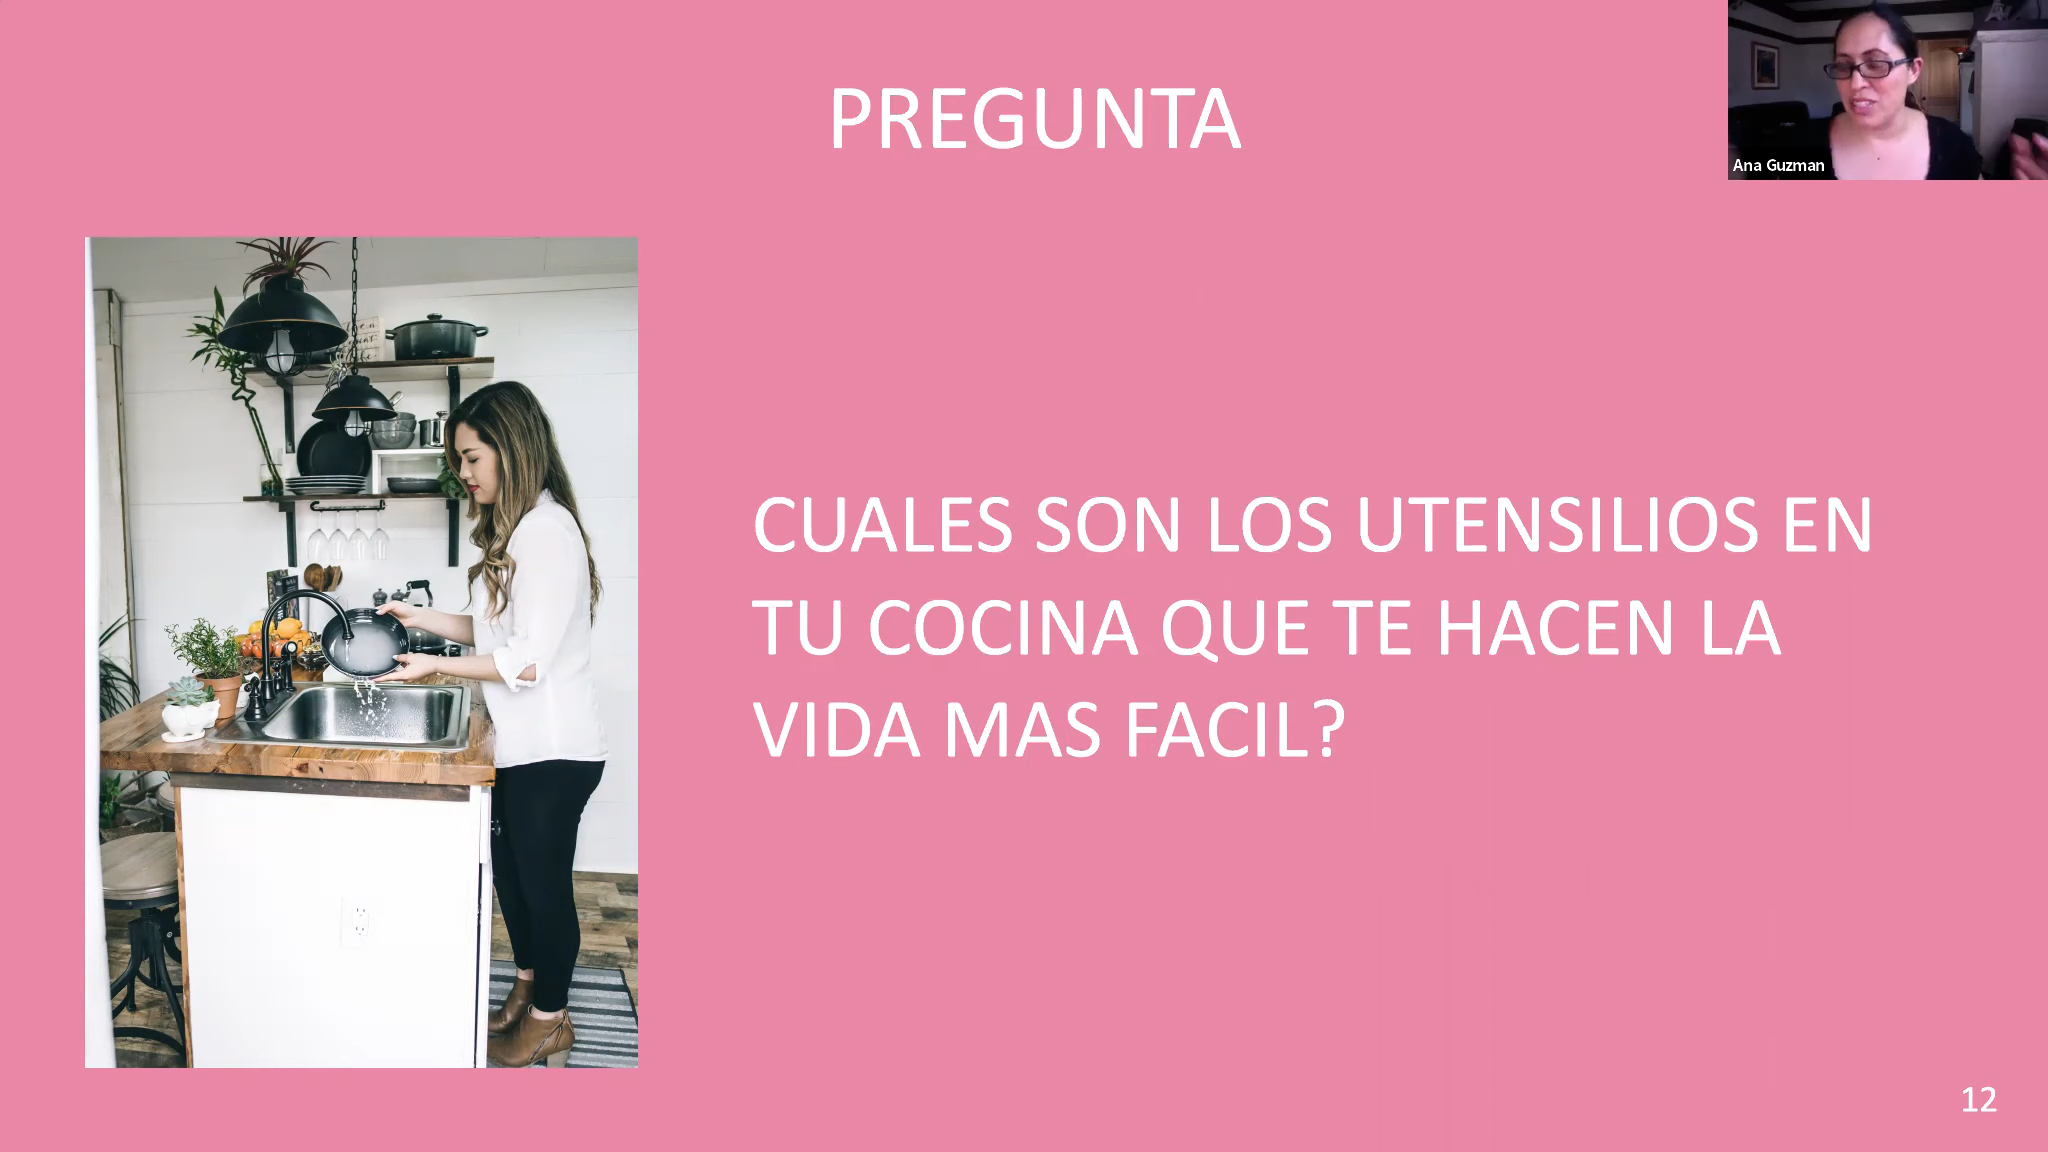 PREGUNTA
Ana Guzman
CUALES SON LOS UTENSILIOS EN
TU COCINA QUE TE HACEN LA
VIDA MAS FACIL?
12